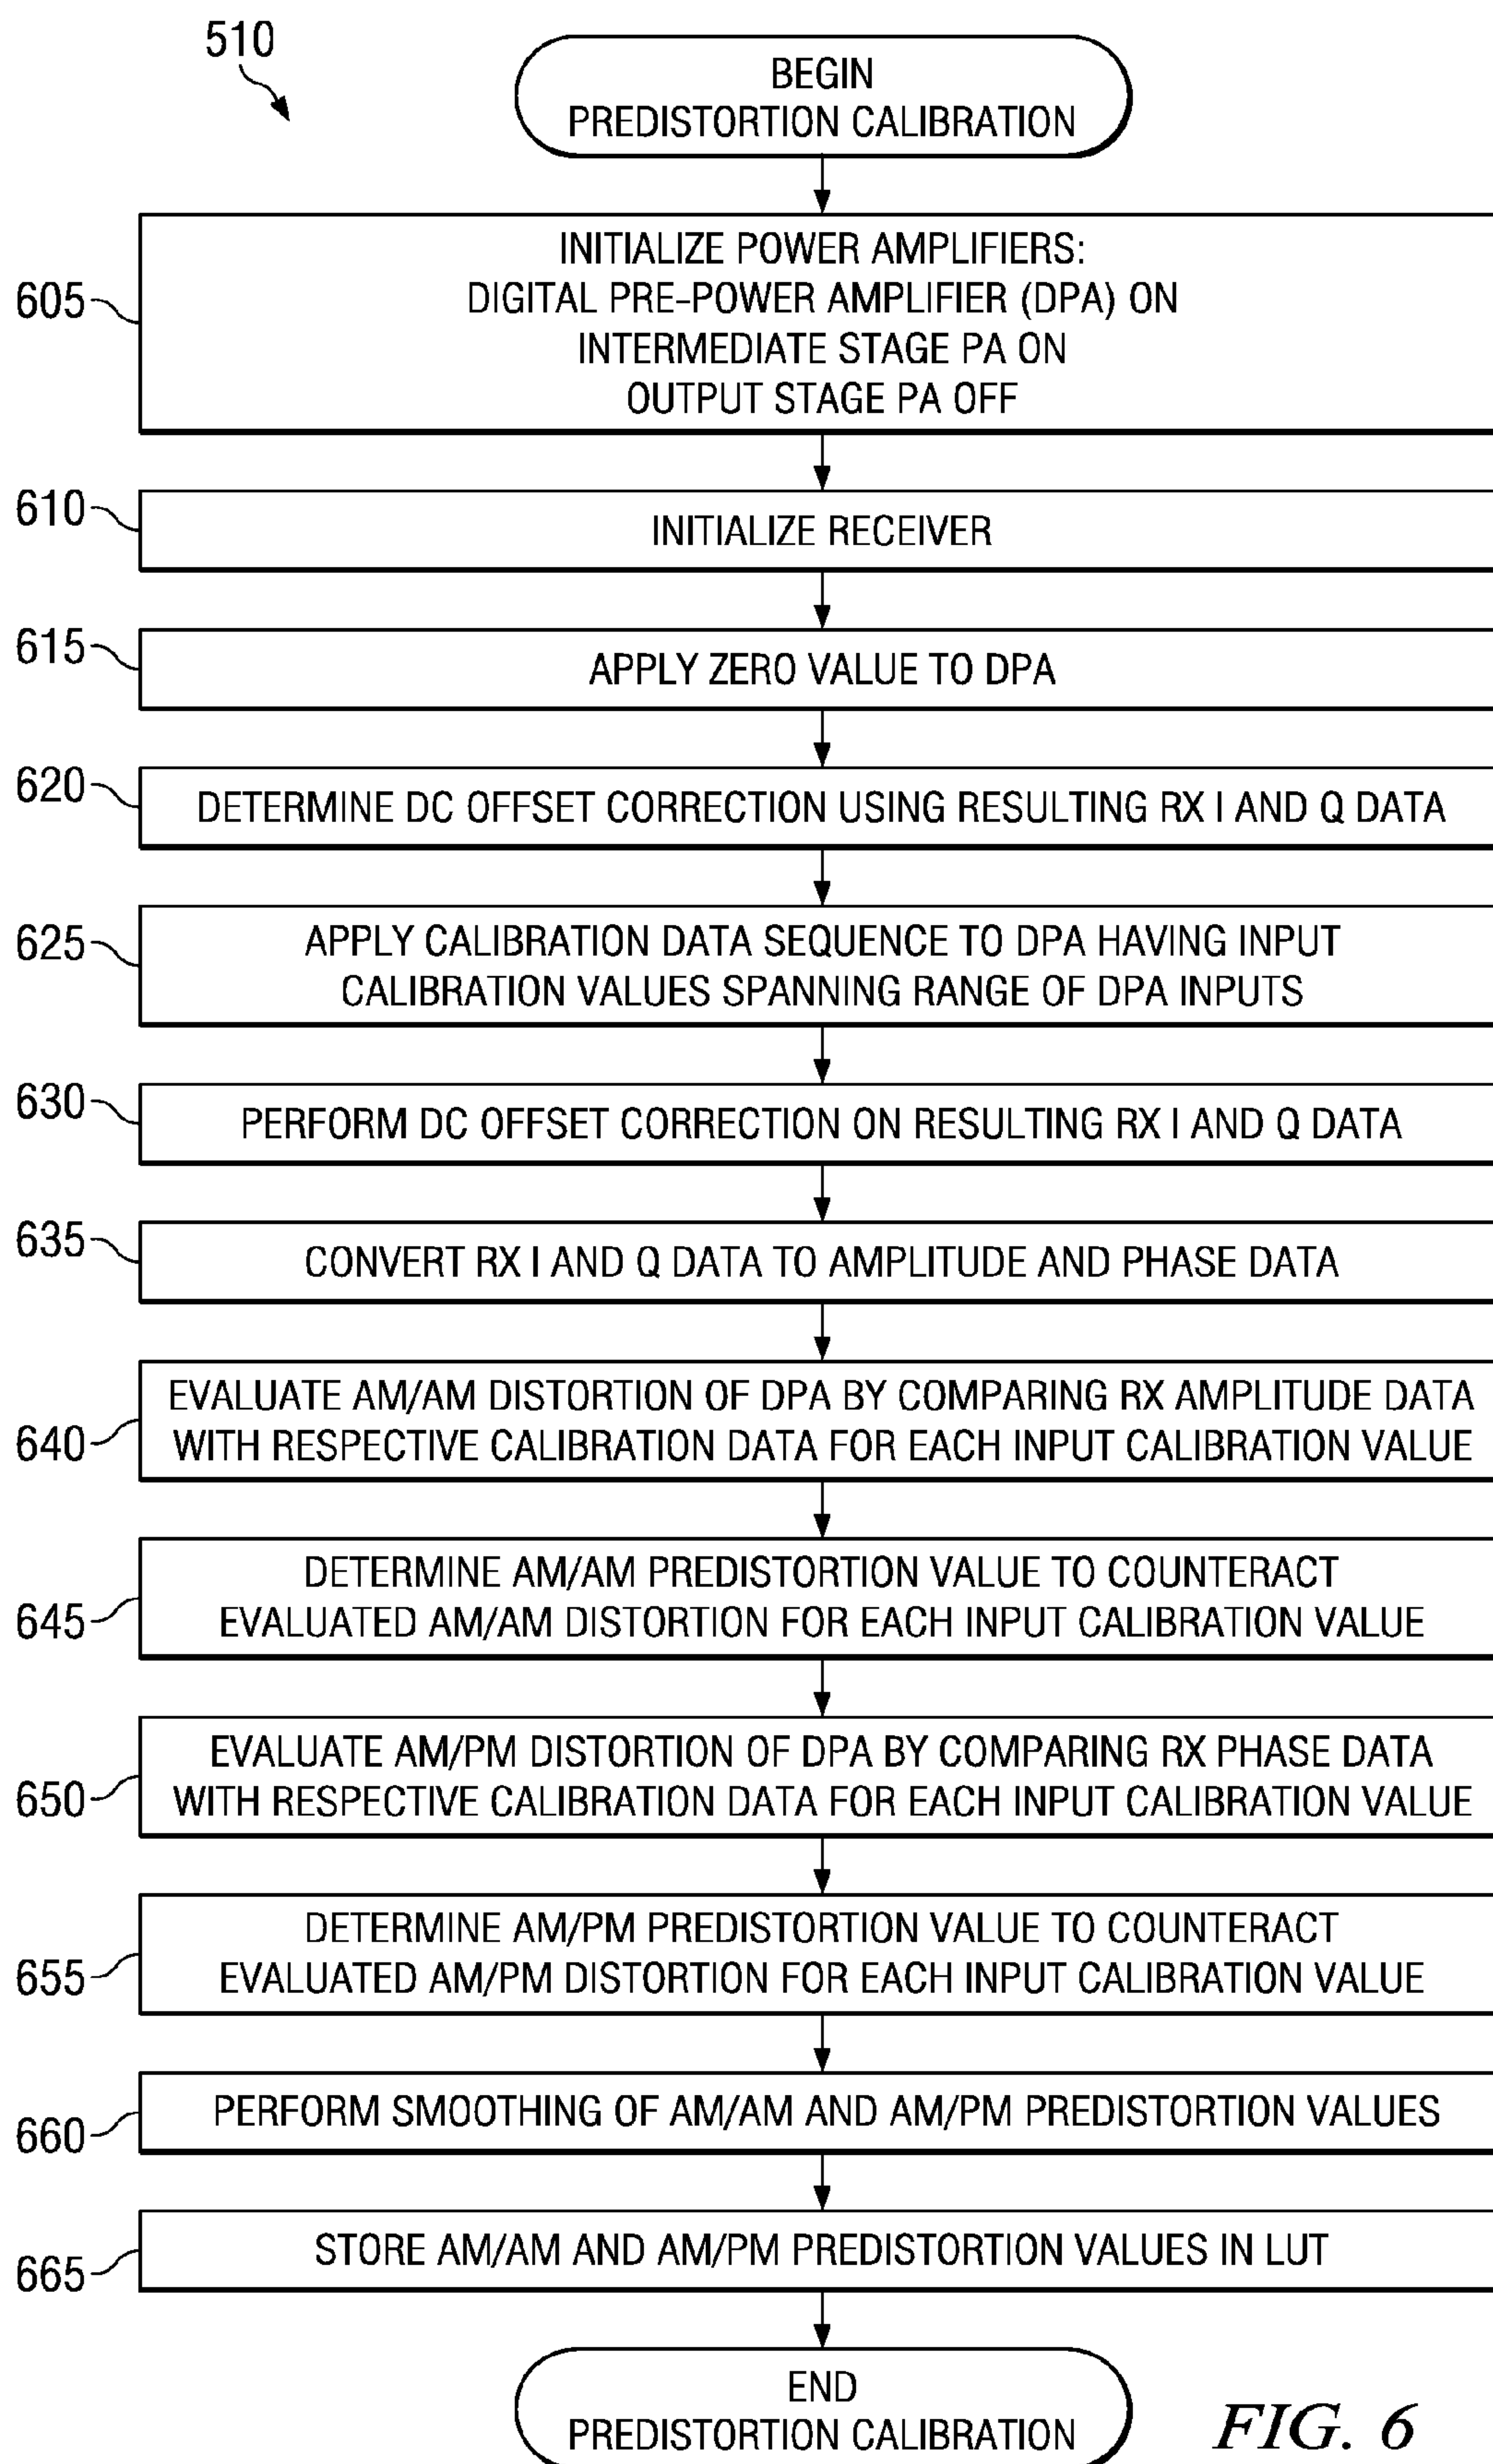 510
BEGIN
PREDISTORTION CALIBRATION
605
INITIALIZE POWER AMPLIFIERS:
DIGITAL PRE-POWER AMPLIFIER (DPA) ON
INTERMEDIATE STAGE PA ON
OUTPUT STAGE PA OFF
610
INITIALIZE RECEIVER
615
APPLY ZERO VALUE TO DPA
620
DETERMINE DC OFFSET CORRECTION USING RESULTING RX I AND Q DATA
625
APPLY CALIBRATION DATA SEQUENCE TO DPA HAVING INPUT
CALIBRATION VALUES SPANNING RANGE OF DPA INPUTS
630
PERFORM DC OFFSET CORRECTION ON RESULTING RX I AND Q DATA
635
CONVERT RX I AND Q DATA TO AMPLITUDE AND PHASE DATA
640
EVALUATE AM/AM DISTORTION OF DPA BY COMPARING RX AMPLITUDE DATA
WITH RESPECTIVE CALIBRATION DATA FOR EACH INPUT CALIBRATION VALUE
645
DETERMINE AM/AM PREDISTORTION VALUE TO COUNTERACT
EVALUATED AM/AM DISTORTION FOR EACH INPUT CALIBRATION VALUE
650
EVALUATE AM/PM DISTORTION OF DPA BY COMPARING RX PHASE DATA
WITH RESPECTIVE CALIBRATION DATA FOR EACH INPUT CALIBRATION VALUE
655
DETERMINE AM/PM PREDISTORTION VALUE TO COUNTERACT
EVALUATED AM/PM DISTORTION FOR EACH INPUT CALIBRATION VALUE
660
PERFORM SMOOTHING OF AM/AM AND AM/PM PREDISTORTION VALUES
665
STORE AM/AM AND AM/PM PREDISTORTION VALUES IN LUT
END
PREDISTORTION CALIBRATION
FIG. 6